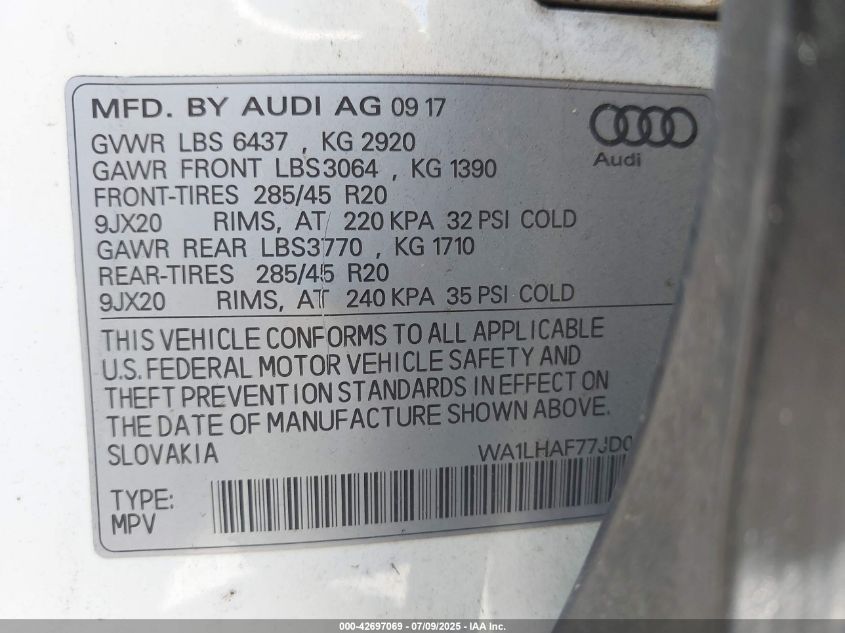 MFD. BY AUDI AG 09 17
GVWR LBS 6437 , KG 2920
GAWR FRONT LBS3064 , KG 1390
FRONT-TIRES 285/45 R20
9JX20 RIMS, AT 220 KPA 32 PSI COLD
GAWR REAR LBS3770 , KG 1710
REAR-TIRES 285/45 R20
9JX20 RIMS, AT 240 KPA 35 PSI COLD
Audi
THIS VEHICLE CONFORMS TO ALL APPLICABLE
U.S. FEDERAL MOTOR VEHICLE SAFETY AND
THEFT PREVENTION STANDARDS IN EFFECT ON
THE DATE OF MANUFACTURE SHOWN ABOVE.
SLOVAKIA WA1LHAF77JD0
TYPE:
MPV
000-42697069 - 07/09/2025 - IAA Inc.